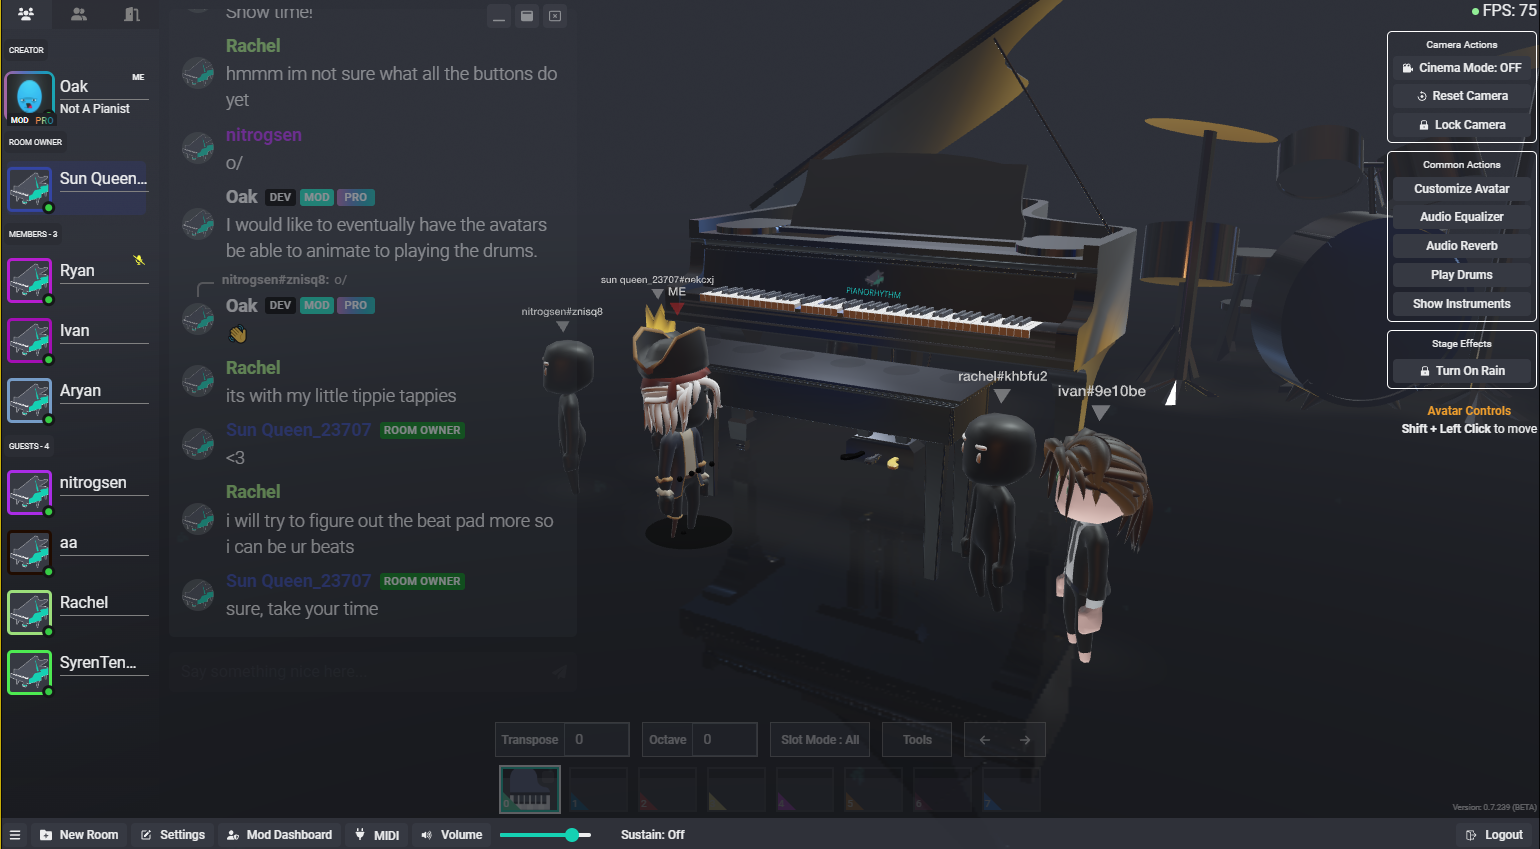 CREATOR
Oak
ME
Not A Pianist
MOD PRO
ROOM OWNER
Sun Queen...
MEMBERS - 3
Ryan
Ivan
Aryan
GUESTS - 4
nitrogsen
aa
Rachel
SyrenTen...
Show time!
Rachel
hmmm im not sure what all the buttons do
yet
nitrogsen
o/
Oak DEV MOD PRO
I would like to eventually have the avatars
be able to animate to playing the drums.
nitrogsen#znisq8: o/
Oak DEV MOD PRO
Rachel
its with my little tippie tappies
Sun Queen_23707 ROOM OWNER
<3
Rachel
i will try to figure out the beat pad more so
i can be ur beats
Sun Queen_23707 ROOM OWNER
sure, take your time
Say something nice here
nitrogsen#znisq8
ME
PIANORHYTHM
rachel#khbfu2
ivan#9e10be
FPS: 75
Camera Actions
Cinema Mode: OFF
Reset Camera
Lock Camera
Common Actions
Customize Avatar
Audio Equalizer
Audio Reverb
Play Drums
Show Instruments
Stage Effects
Turn On Rain
Avatar Controls
Shift + Left Click to move
Transpose 0
Octave 0
Slot Mode : All
Tools
← →
0 1 2 4 5 6 7
Version: 0.7.239 (BETA)
New Room
Settings
Mod Dashboard
MIDI
Volume
Sustain: Off
Logout